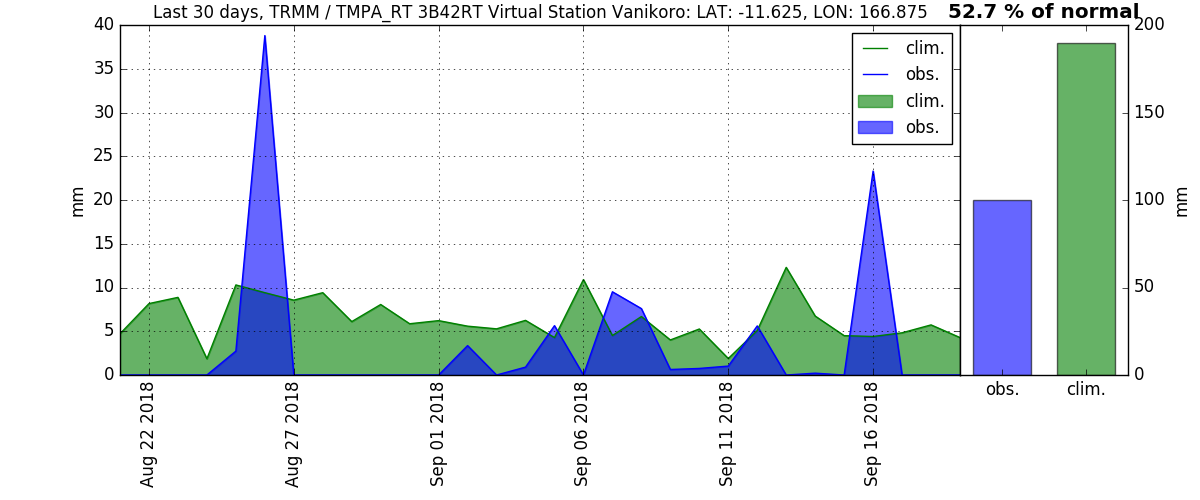 Last 30 days, TRMM / TMPA_RT 3B42RT Virtual Station Vanikoro: LAT: -11.625, LON: 166.875
52.7 % of normal
40
35
30
25
20
15
10
5
0
mm
Aug 22 2018
Aug 27 2018
Sep 01 2018
Sep 06 2018
Sep 11 2018
Sep 16 2018
clim.
obs.
clim.
obs.
200
150
100
50
0
mm
obs.
clim.